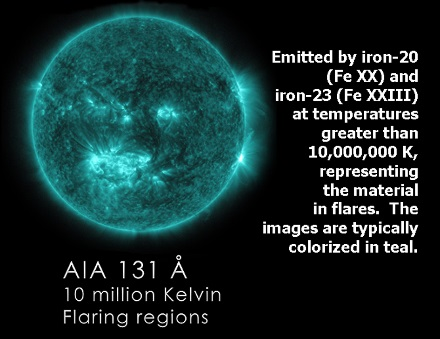 Emitted by iron-20
(Fe XX) and
iron-23 (Fe XXIII)
at temperatures
greater than
10,000,000 K,
representing
the material
in flares. The
images are typically
colorized in teal.
AIA 131 Å
10 million Kelvin
Flaring regions